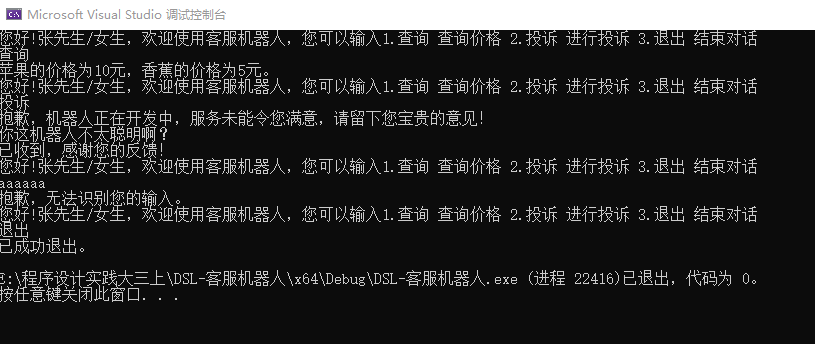 Microsoft Visual Studio 调试控制台
您好!张先生/女生，欢迎使用客服机器人，您可以输入1.查询 查询价格 2.投诉 进行投诉 3.退出 结束对话
查询
苹果的价格为10元，香蕉的价格为5元。
您好!张先生/女生，欢迎使用客服机器人，您可以输入1.查询 查询价格 2.投诉 进行投诉 3.退出 结束对话
投诉
抱歉，机器人正在开发中，服务未能令您满意，请留下您宝贵的意见!
你这机器人不太聪明啊？
已收到，感谢您的反馈!
您好!张先生/女生，欢迎使用客服机器人，您可以输入1.查询 查询价格 2.投诉 进行投诉 3.退出 结束对话
aaaaaa
抱歉，无法识别您的输入。
您好!张先生/女生，欢迎使用客服机器人，您可以输入1.查询 查询价格 2.投诉 进行投诉 3.退出 结束对话
退出
已成功退出。
E:\程序设计实践大三上\DSL-客服机器人\x64\Debug\DSL-客服机器人.exe (进程 22416)已退出，代码为 0。
按任意键关闭此窗口. . .